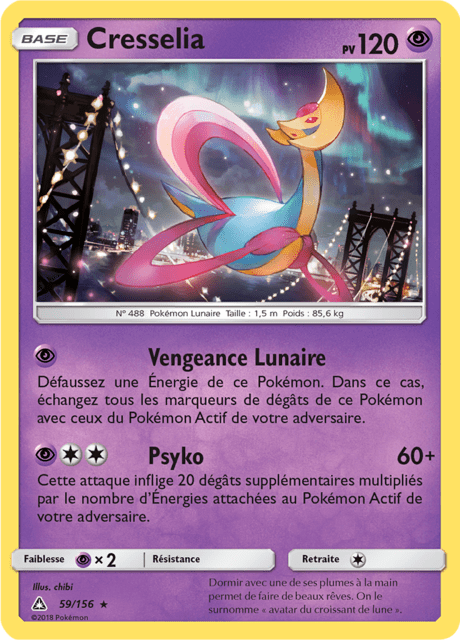 BASE Cresselia PV 120
N° 488 Pokémon Lunaire Taille : 1,5 m Poids : 85,6 kg
Vengeance Lunaire
Défaussez une Énergie de ce Pokémon. Dans ce cas,
échangez tous les marqueurs de dégâts de ce Pokémon
avec ceux du Pokémon Actif de votre adversaire.
Psyko 60+
Cette attaque inflige 20 dégâts supplémentaires multipliés
par le nombre d'Énergies attachées au Pokémon Actif de
votre adversaire.
Faiblesse × 2 Résistance Retraite
Illus. chibi
59/156 ★
©2018 Pokémon
Dormir avec une de ses plumes à la main
permet de faire de beaux rêves. On le
surnomme « avatar du croissant de lune ».